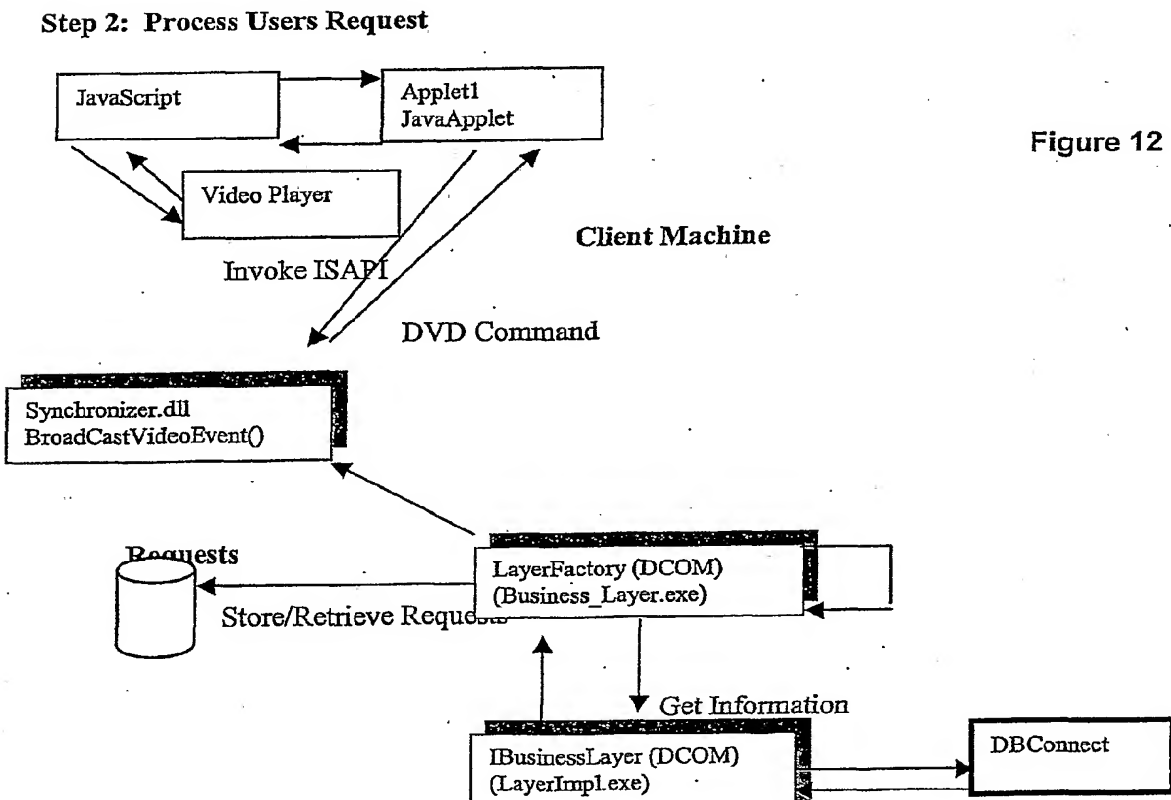 Step 2: Process Users Request
JavaScript
Applet1
JavaApplet
Figure 12
Video Player
Client Machine
Invoke ISAPI
DVD Command
Synchronizer.dll
BroadCastVideoEvent()
Requests
LayerFactory (DCOM)
(Business_Layer.exe)
Store/Retrieve Requests
Get Information
IBusinessLayer (DCOM)
(LayerImpl.exe)
DBConnect